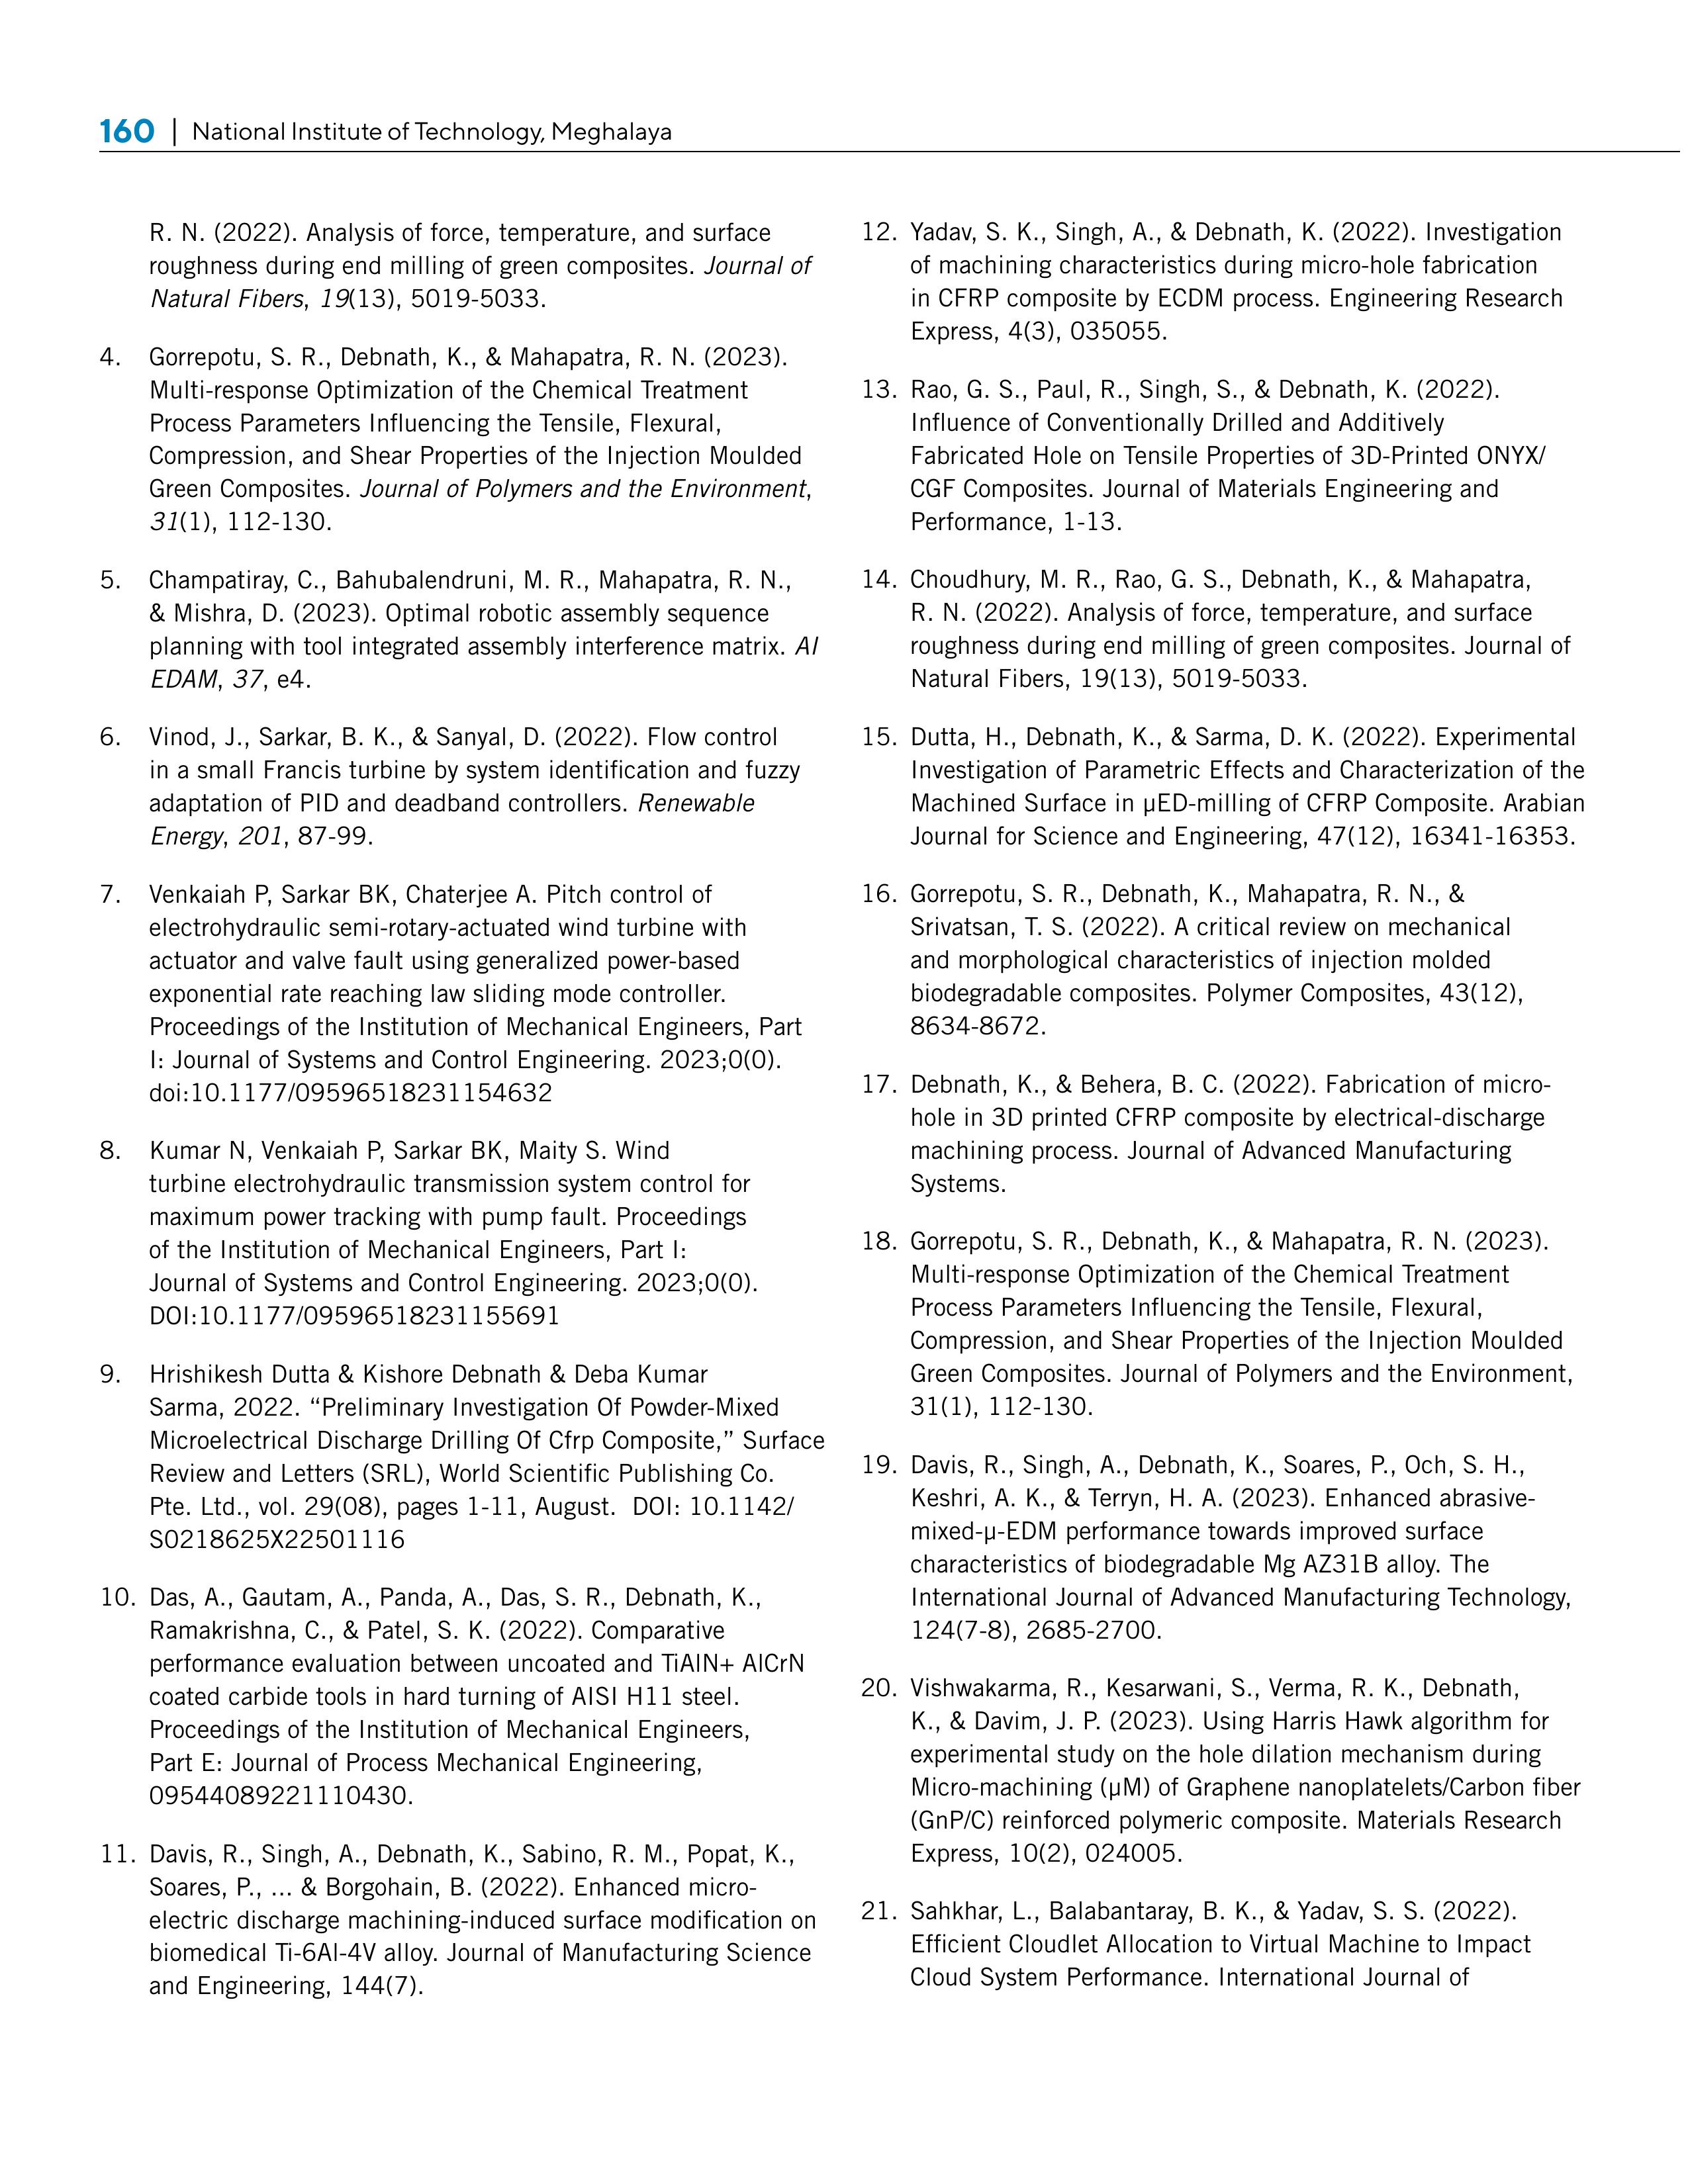 160 | National Institute of Technology, Meghalaya
R. N. (2022). Analysis of force, temperature, and surface
roughness during end milling of green composites. Journal of
Natural Fibers, 19(13), 5019-5033.
4. Gorrepotu, S. R., Debnath, K., & Mahapatra, R. N. (2023).
Multi-response Optimization of the Chemical Treatment
Process Parameters Influencing the Tensile, Flexural,
Compression, and Shear Properties of the Injection Moulded
Green Composites. Journal of Polymers and the Environment,
31(1), 112-130.
5. Champatiray, C., Bahubalendruni, M. R., Mahapatra, R. N.,
& Mishra, D. (2023). Optimal robotic assembly sequence
planning with tool integrated assembly interference matrix. AI
EDAM, 37, e4.
6. Vinod, J., Sarkar, B. K., & Sanyal, D. (2022). Flow control
in a small Francis turbine by system identification and fuzzy
adaptation of PID and deadband controllers. Renewable
Energy, 201, 87-99.
7. Venkaiah P, Sarkar BK, Chaterjee A. Pitch control of
electrohydraulic semi-rotary-actuated wind turbine with
actuator and valve fault using generalized power-based
exponential rate reaching law sliding mode controller.
Proceedings of the Institution of Mechanical Engineers, Part
I: Journal of Systems and Control Engineering. 2023;0(0).
doi:10.1177/09596518231154632
8. Kumar N, Venkaiah P, Sarkar BK, Maity S. Wind
turbine electrohydraulic transmission system control for
maximum power tracking with pump fault. Proceedings
of the Institution of Mechanical Engineers, Part I:
Journal of Systems and Control Engineering. 2023;0(0).
DOI:10.1177/09596518231155691
9. Hrishikesh Dutta & Kishore Debnath & Deba Kumar
Sarma, 2022. “Preliminary Investigation Of Powder-Mixed
Microelectrical Discharge Drilling Of Cfrp Composite,” Surface
Review and Letters (SRL), World Scientific Publishing Co.
Pte. Ltd., vol. 29(08), pages 1-11, August. DOI: 10.1142/
S0218625X22501116
10. Das, A., Gautam, A., Panda, A., Das, S. R., Debnath, K.,
Ramakrishna, C., & Patel, S. K. (2022). Comparative
performance evaluation between uncoated and TiAlN+ AlCrN
coated carbide tools in hard turning of AISI H11 steel.
Proceedings of the Institution of Mechanical Engineers,
Part E: Journal of Process Mechanical Engineering,
09544089221110430.
11. Davis, R., Singh, A., Debnath, K., Sabino, R. M., Popat, K.,
Soares, P., ... & Borgohain, B. (2022). Enhanced micro-
electric discharge machining-induced surface modification on
biomedical Ti-6Al-4V alloy. Journal of Manufacturing Science
and Engineering, 144(7).
12. Yadav, S. K., Singh, A., & Debnath, K. (2022). Investigation
of machining characteristics during micro-hole fabrication
in CFRP composite by ECDM process. Engineering Research
Express, 4(3), 035055.
13. Rao, G. S., Paul, R., Singh, S., & Debnath, K. (2022).
Influence of Conventionally Drilled and Additively
Fabricated Hole on Tensile Properties of 3D-Printed ONYX/
CGF Composites. Journal of Materials Engineering and
Performance, 1-13.
14. Choudhury, M. R., Rao, G. S., Debnath, K., & Mahapatra,
R. N. (2022). Analysis of force, temperature, and surface
roughness during end milling of green composites. Journal of
Natural Fibers, 19(13), 5019-5033.
15. Dutta, H., Debnath, K., & Sarma, D. K. (2022). Experimental
Investigation of Parametric Effects and Characterization of the
Machined Surface in µED-milling of CFRP Composite. Arabian
Journal for Science and Engineering, 47(12), 16341-16353.
16. Gorrepotu, S. R., Debnath, K., Mahapatra, R. N., &
Srivatsan, T. S. (2022). A critical review on mechanical
and morphological characteristics of injection molded
biodegradable composites. Polymer Composites, 43(12),
8634-8672.
17. Debnath, K., & Behera, B. C. (2022). Fabrication of micro-
hole in 3D printed CFRP composite by electrical-discharge
machining process. Journal of Advanced Manufacturing
Systems.
18. Gorrepotu, S. R., Debnath, K., & Mahapatra, R. N. (2023).
Multi-response Optimization of the Chemical Treatment
Process Parameters Influencing the Tensile, Flexural,
Compression, and Shear Properties of the Injection Moulded
Green Composites. Journal of Polymers and the Environment,
31(1), 112-130.
19. Davis, R., Singh, A., Debnath, K., Soares, P., Och, S. H.,
Keshri, A. K., & Terryn, H. A. (2023). Enhanced abrasive-
mixed-µ-EDM performance towards improved surface
characteristics of biodegradable Mg AZ31B alloy. The
International Journal of Advanced Manufacturing Technology,
124(7-8), 2685-2700.
20. Vishwakarma, R., Kesarwani, S., Verma, R. K., Debnath,
K., & Davim, J. P. (2023). Using Harris Hawk algorithm for
experimental study on the hole dilation mechanism during
Micro-machining (µM) of Graphene nanoplatelets/Carbon fiber
(GnP/C) reinforced polymeric composite. Materials Research
Express, 10(2), 024005.
21. Sahkhar, L., Balabantaray, B. K., & Yadav, S. S. (2022).
Efficient Cloudlet Allocation to Virtual Machine to Impact
Cloud System Performance. International Journal of